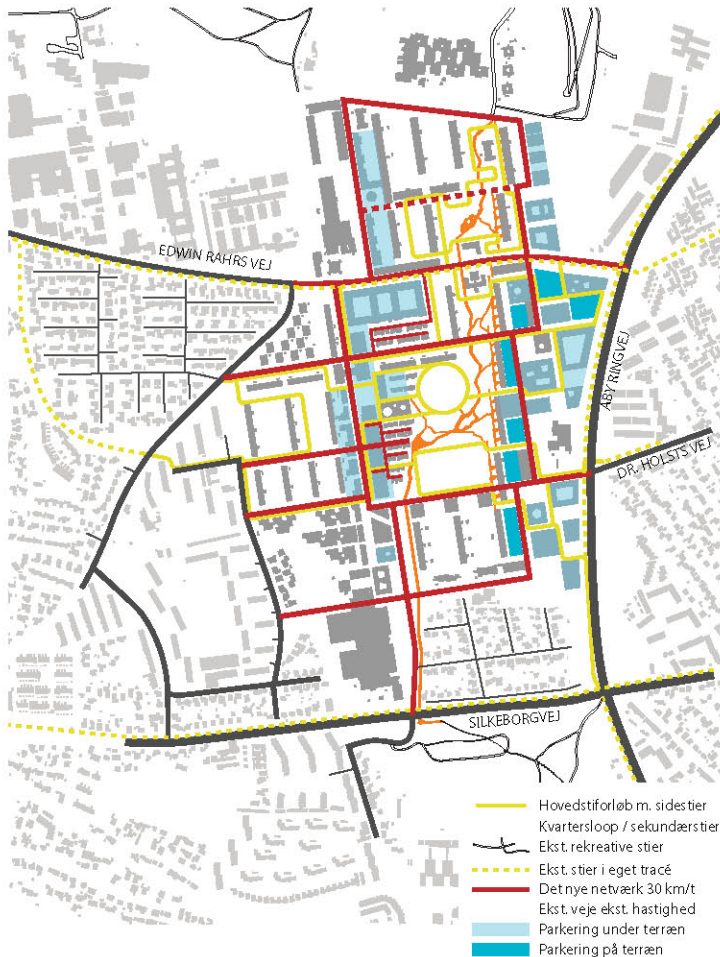 EDWIN RAHRS VEJ
ÅBY RINGVEJ
DR. HOLSTS VEJ
SILKEBORGVEJ
Hovedstiforløb m. sidestier
Kvartersloop / sekundærstier
Ekst. rekreative stier
Ekst. stier i eget tracé
Det nye netværk 30 km/t
Ekst. veje ekst. hastighed
Parkering under terræn
Parkering på terræn